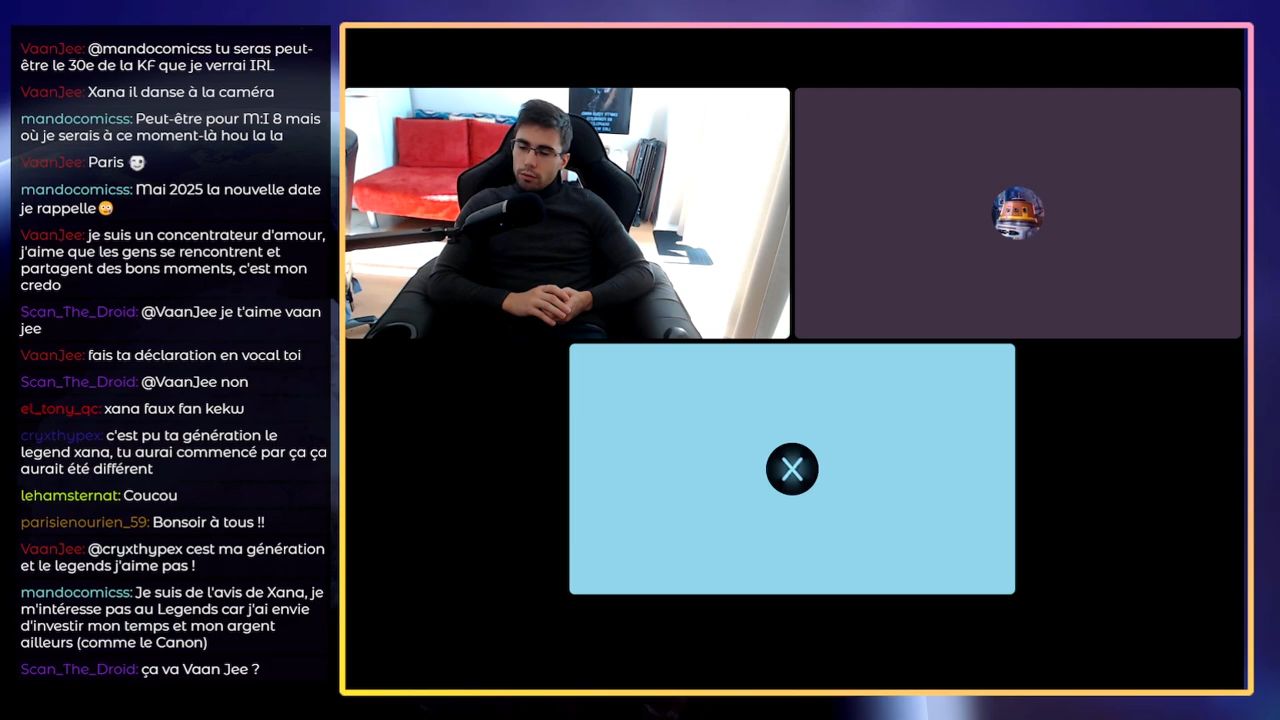 VaanJee: @mandocomicss tu seras peut-
être le 30e de la KF que je verrai IRL
VaanJee: Xana il danse à la caméra
mandocomicss: Peut-être pour M:I 8 mais
où je serais à ce moment-là hou la la
VaanJee: Paris
mandocomicss: Mai 2025 la nouvelle date
je rappelle
VaanJee: je suis un concentrateur d'amour,
j'aime que les gens se rencontrent et
partagent des bons moments, c'est mon
credo
Scan_The_Droid: @VaanJee je t'aime vaan
jee
VaanJee: fais ta déclaration en vocal toi
Scan_The_Droid: @VaanJee non
el_tony_qc: xana faux fan kekw
cryxthypex: c'est pu ta génération le
legend xana, tu aurai commencé par ça ça
aurait été différent
lehamsternat: Coucou
parisienourien_59: Bonsoir à tous !!
VaanJee: @cryxthypex cest ma génération
et le legends j'aime pas !
mandocomicss: Je suis de l'avis de Xana, je
m'intéresse pas au Legends car j'ai envie
d'investir mon temps et mon argent
ailleurs (comme le Canon)
Scan_The_Droid: ça va Vaan Jee ?
X